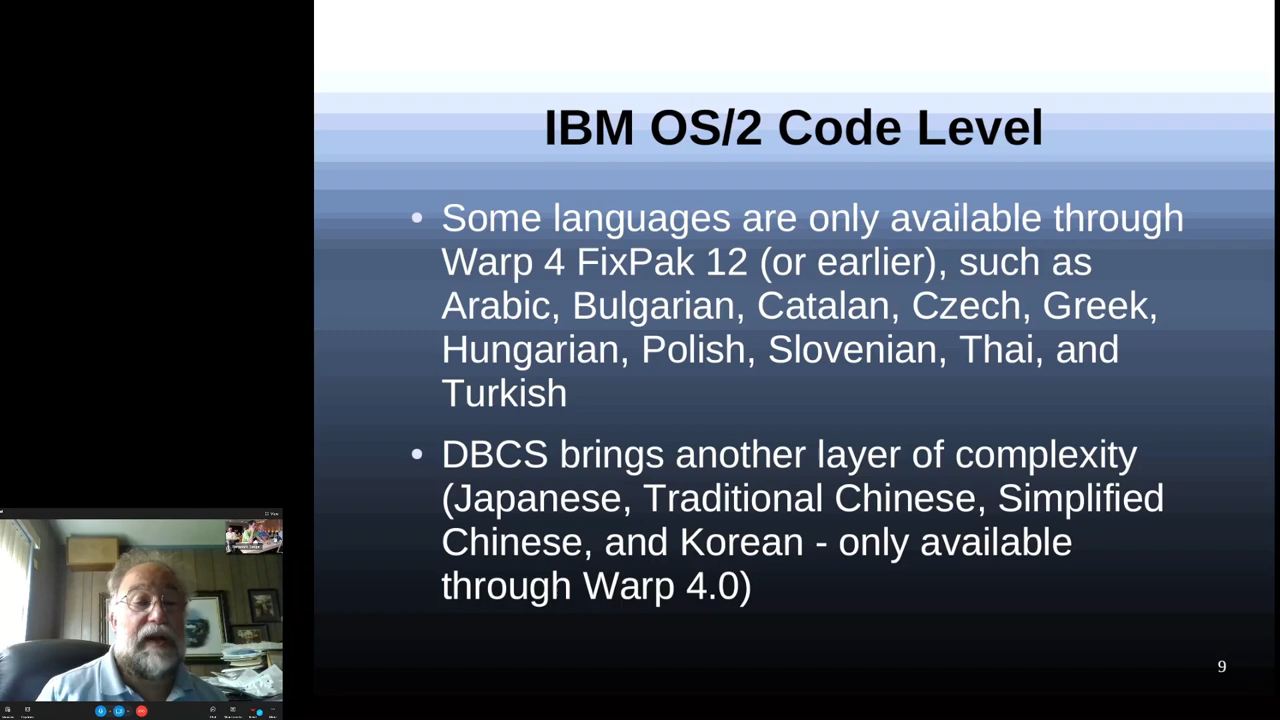 IBM OS/2 Code Level
• Some languages are only available through
Warp 4 FixPak 12 (or earlier), such as
Arabic, Bulgarian, Catalan, Czech, Greek,
Hungarian, Polish, Slovenian, Thai, and
Turkish
• DBCS brings another layer of complexity
(Japanese, Traditional Chinese, Simplified
Chinese, and Korean - only available
through Warp 4.0)
9
View